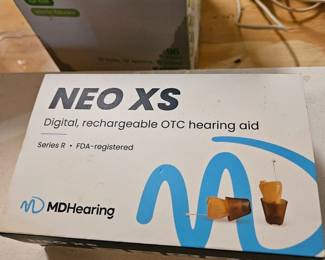 NEO XS
Digital, rechargeable OTC hearing aid
Series R • FDA-registered
MDHearing